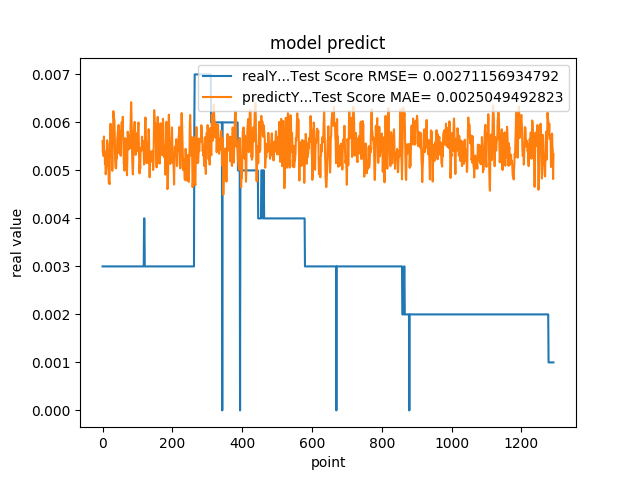 model predict
realY...Test Score RMSE= 0.00271156934792
predictY...Test Score MAE= 0.0025049492823
0.007
0.006
0.005
0.004
0.003
0.002
0.001
0.000
real value
0 200 400 600 800 1000 1200
point